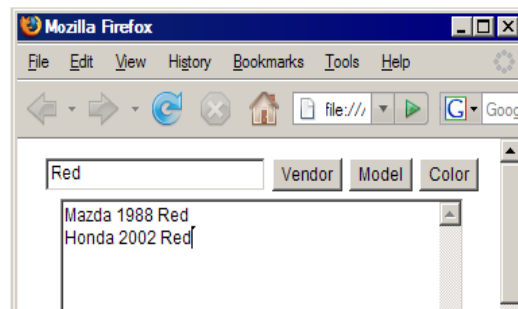 Mozilla Firefox
File Edit View History Bookmarks Tools Help
file:/// G Goog
Red Vendor Model Color
Mazda 1988 Red
Honda 2002 Red